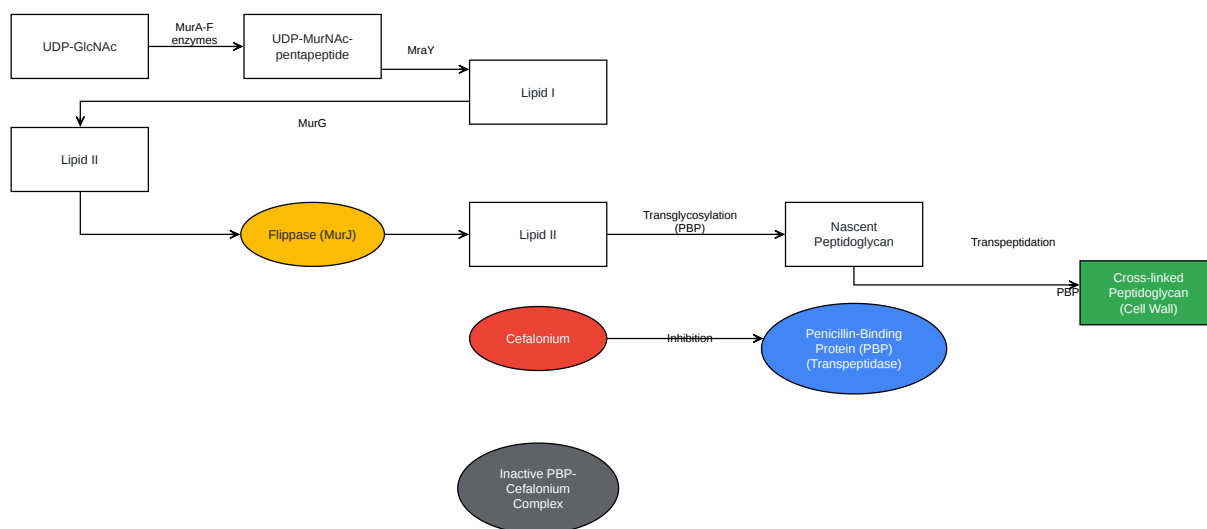 UDP-GlcNAc
MurA-F
enzymes
UDP-MurNAc-
pentapeptide
MraY
Lipid I
MurG
Lipid II
Flippase (MurJ)
Lipid II
Transglycosylation
(PBP)
Nascent
Peptidoglycan
Transpeptidation
PBP
Cross-linked
Peptidoglycan
(Cell Wall)
Cefalonium
Inhibition
Penicillin-Binding
Protein (PBP)
(Transpeptidase)
Inactive PBP-
Cefalonium
Complex